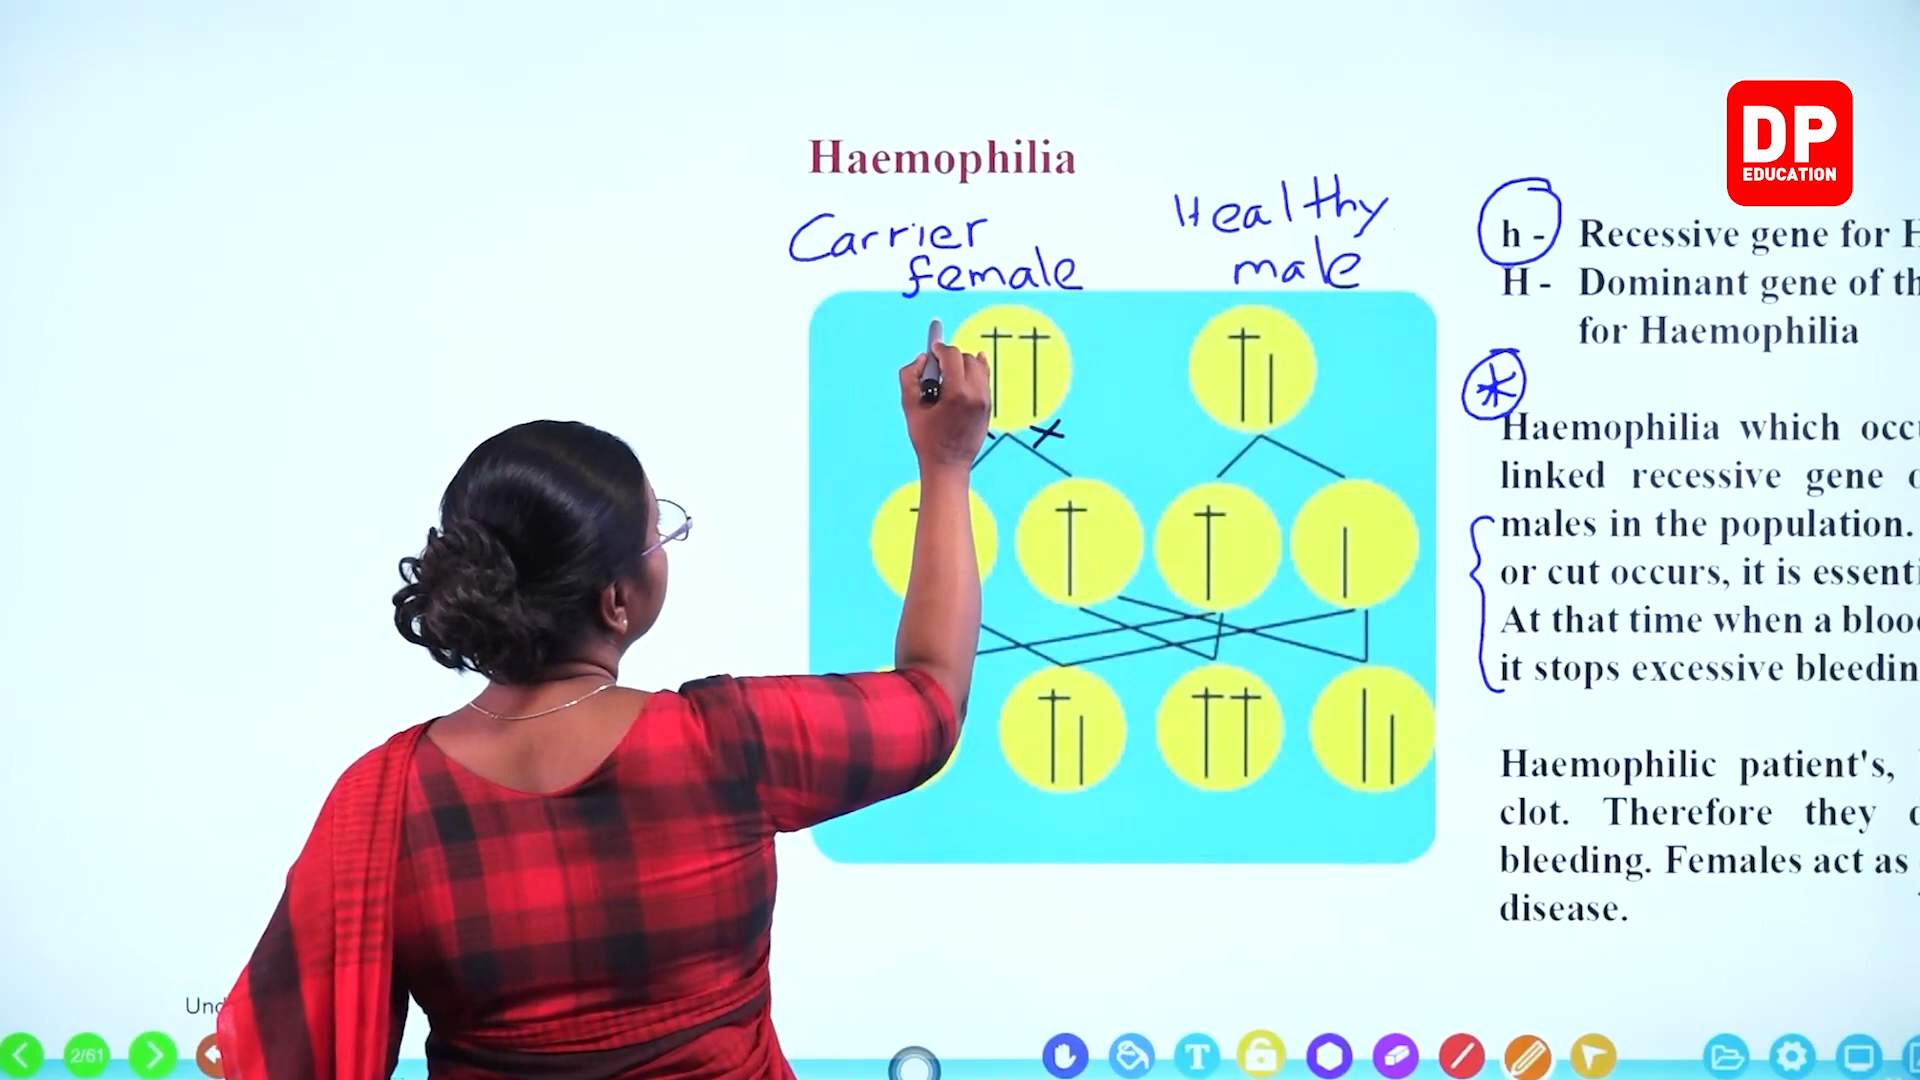 DP
EDUCATION
Haemophilia
Carrier
female
Healthy
male
h - Recessive gene for H
H - Dominant gene of th
for Haemophilia
Haemophilia which occu
linked recessive gene
males in the population.
or cut occurs, it is essenti
At that time when a bloo
it stops excessive bleedin
Haemophilic patient's,
clot. Therefore they
bleeding. Females act as
disease.
Und
2/61
T